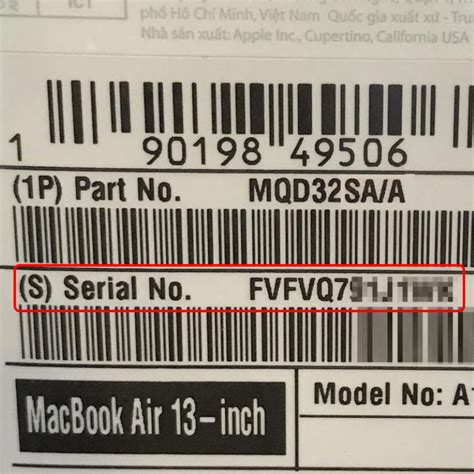 ICT
phố Hồ Chí Minh, Việt Nam Quốc gia xuất xứ - Tru
Nhà sản xuất: Apple Inc., Cupertino, California USA
1 90198 49506
(1P) Part No. MQD32SA/A
(S) Serial No. FVFVQ7
MacBook Air 13-inch
Model No: A1